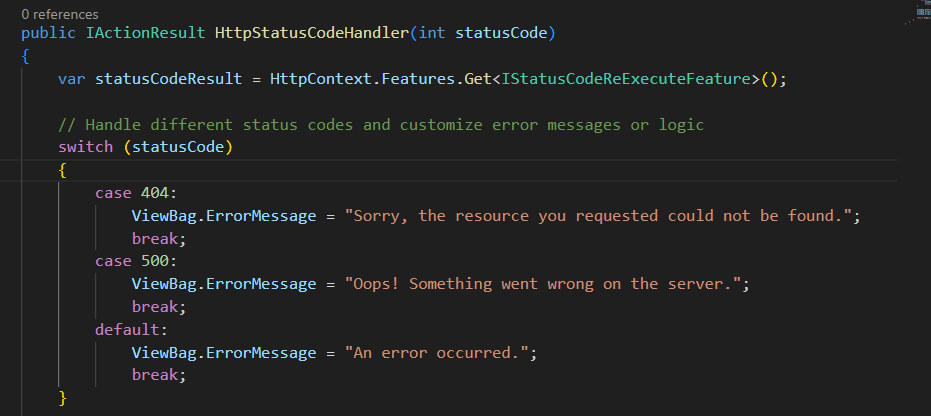 0 references
public IActionResult HttpStatusCodeHandler(int statusCode)
{
    var statusCodeResult = HttpContext.Features.Get<IStatusCodeReExecuteFeature>();

    // Handle different status codes and customize error messages or logic
    switch (statusCode)
    {
        case 404:
            ViewBag.ErrorMessage = "Sorry, the resource you requested could not be found.";
            break;
        case 500:
            ViewBag.ErrorMessage = "Oops! Something went wrong on the server.";
            break;
        default:
            ViewBag.ErrorMessage = "An error occurred.";
            break;
    }